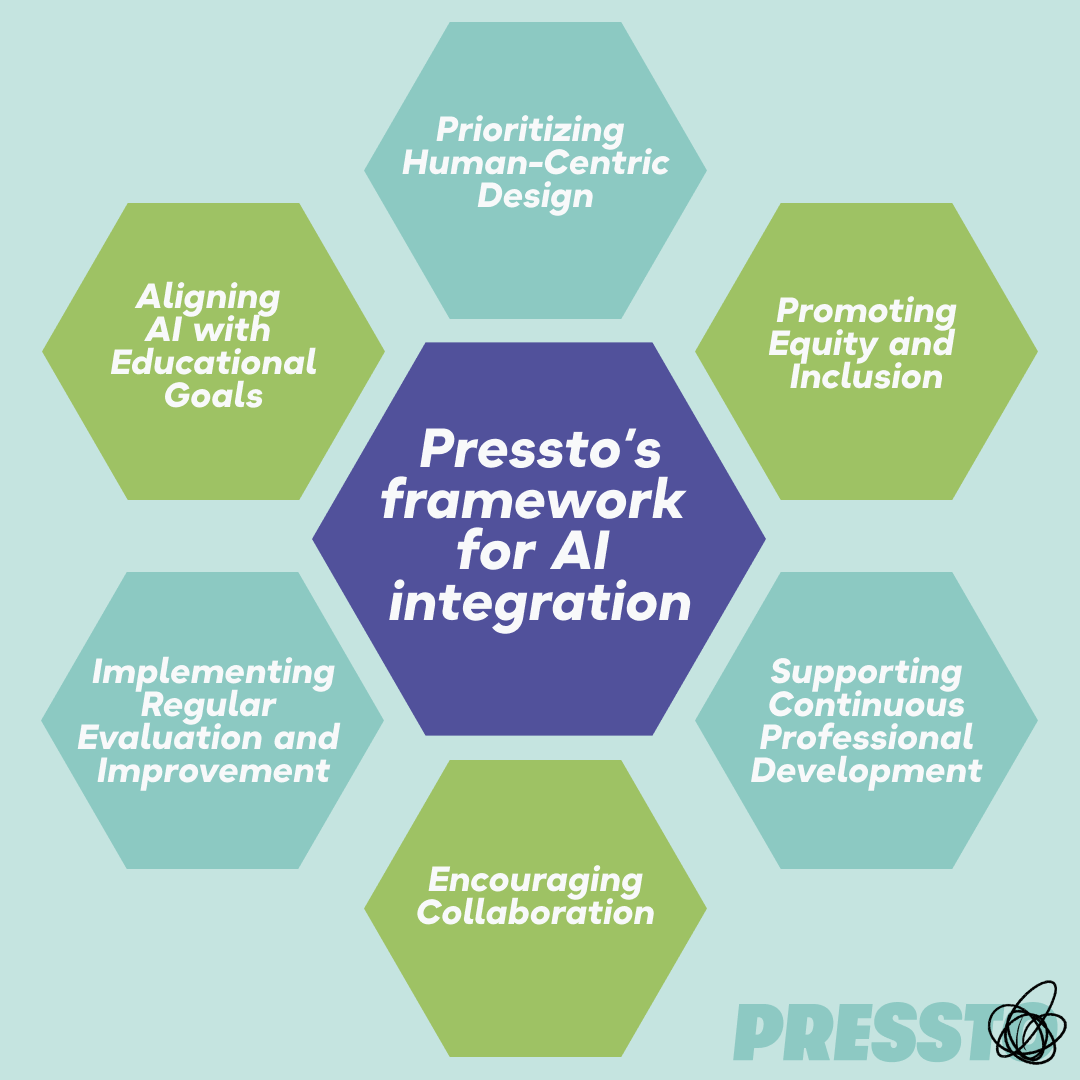 Prioritizing
Human-Centric
Design
Aligning
AI with
Educational
Goals
Promoting
Equity and
Inclusion
Pressto's
framework
for AI
integration
Implementing
Regular
Evaluation and
Improvement
Supporting
Continuous
Professional
Development
Encouraging
Collaboration
PRESSTO